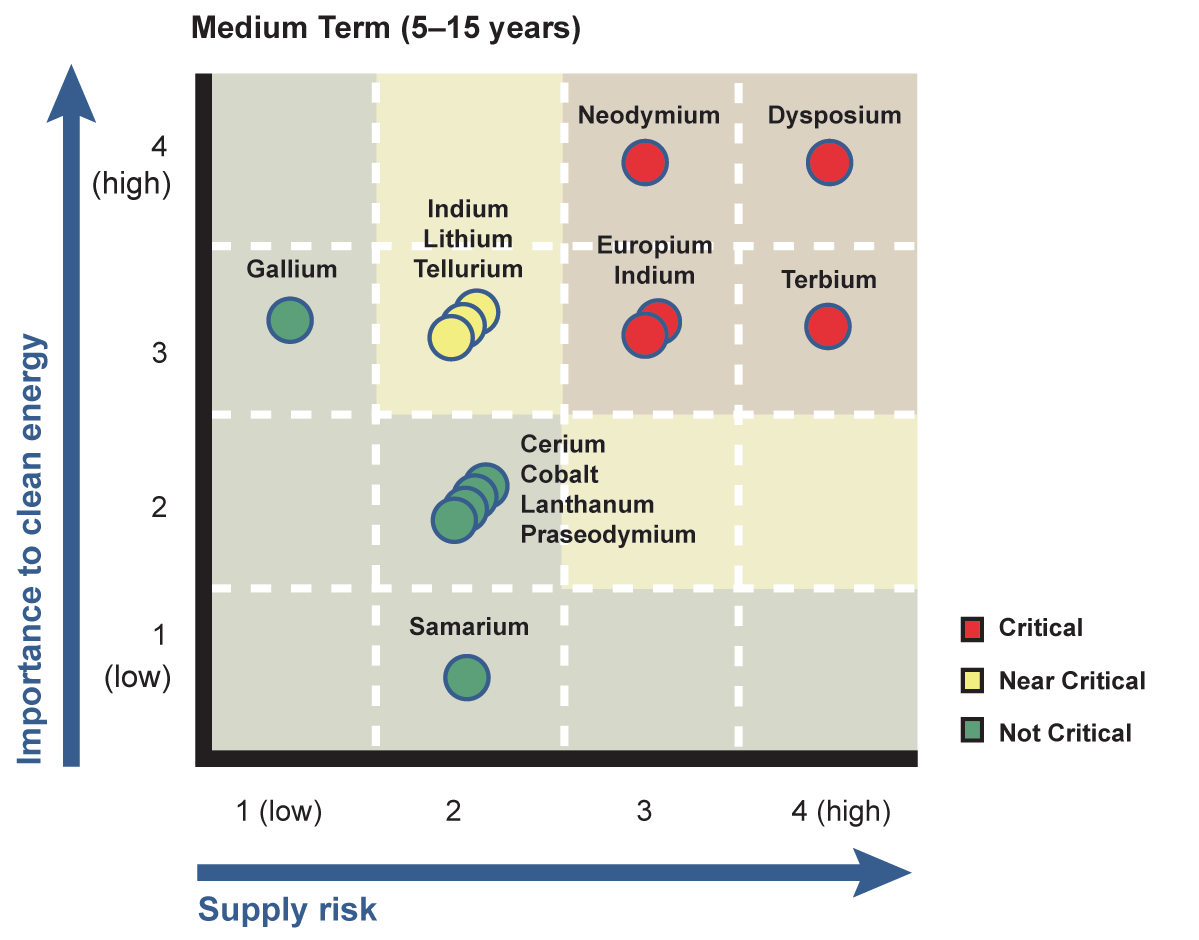 Medium Term (5–15 years)
Importance to clean energy
4
(high)
3
2
1
(low)
Neodymium
Dysposium
Indium
Lithium
Tellurium
Gallium
Europium
Indium
Terbium
Cerium
Cobalt
Lanthanum
Praseodymium
Samarium
Critical
Near Critical
Not Critical
1 (low)
2
3
4 (high)
Supply risk